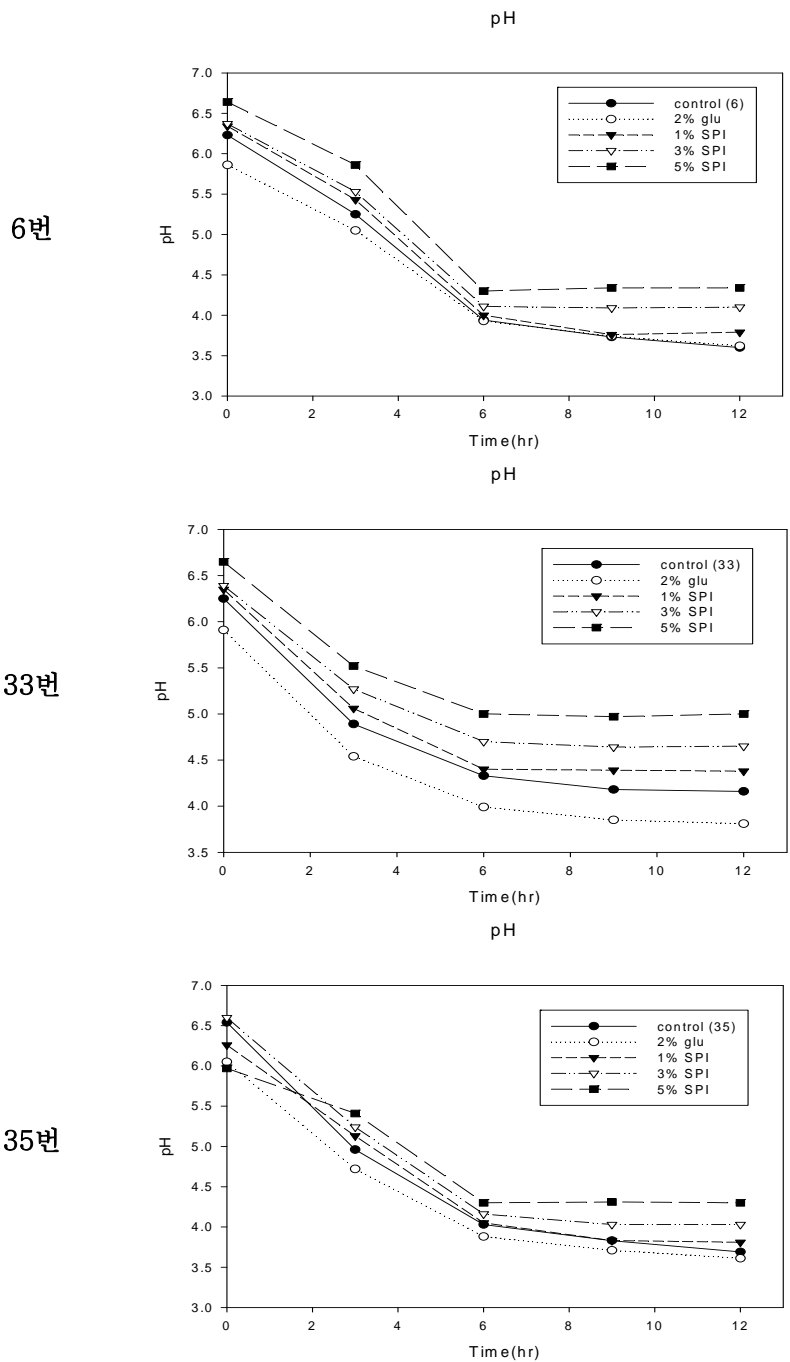 pH
7.0
6.5
6.0
5.5
5.0
4.5
4.0
3.5
3.0
pH
control (6)
2% glu
1% SPI
3% SPI
5% SPI
0 2 4 6 8 10 12
Time(hr)
6번
pH
7.0
6.5
6.0
5.5
5.0
4.5
4.0
3.5
pH
control (33)
2% glu
1% SPI
3% SPI
5% SPI
0 2 4 6 8 10 12
Time(hr)
33번
pH
7.0
6.5
6.0
5.5
5.0
4.5
4.0
3.5
3.0
pH
control (35)
2% glu
1% SPI
3% SPI
5% SPI
0 2 4 6 8 10 12
Time(hr)
35번